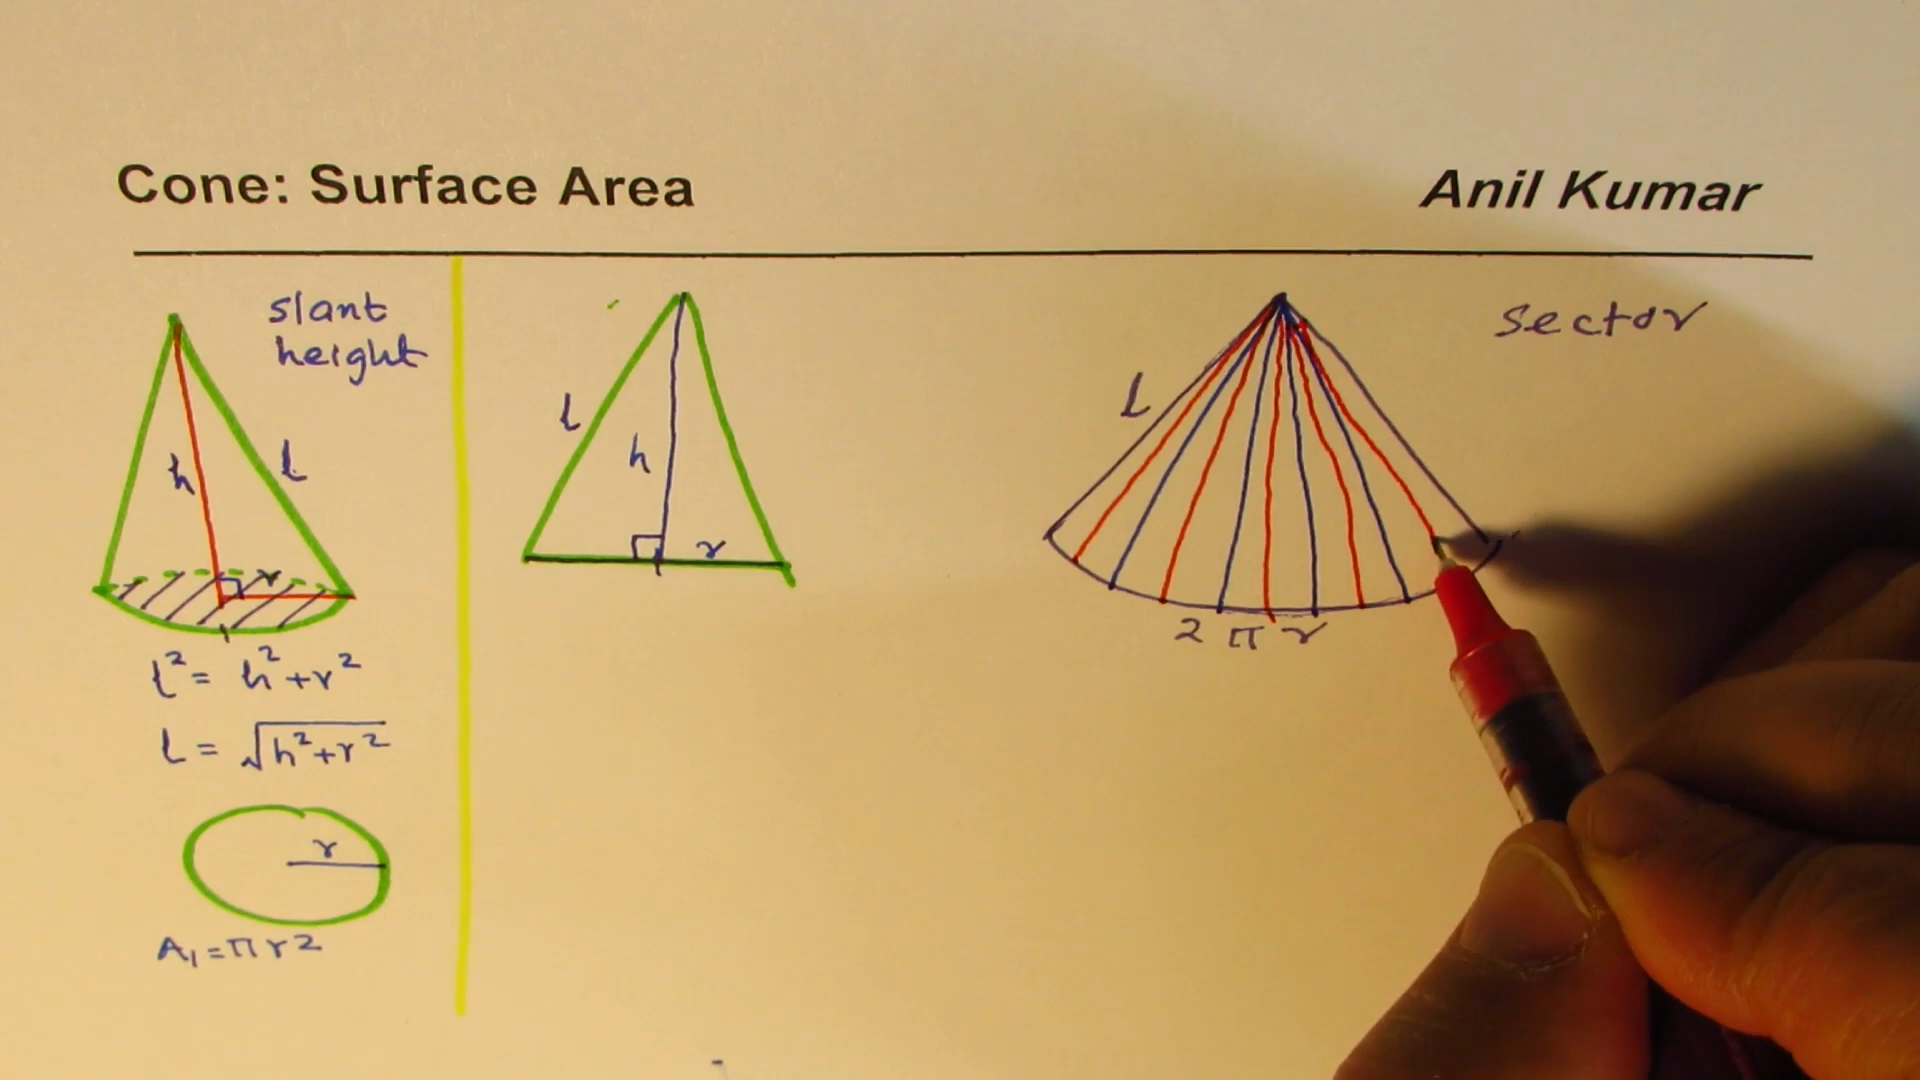 Cone: Surface Area
Anil Kumar
slant
height
h
l
r
l² = h² + r²
l = √h² + r²
r
A₁ = πr²
l
h
r
sector
l
2πr